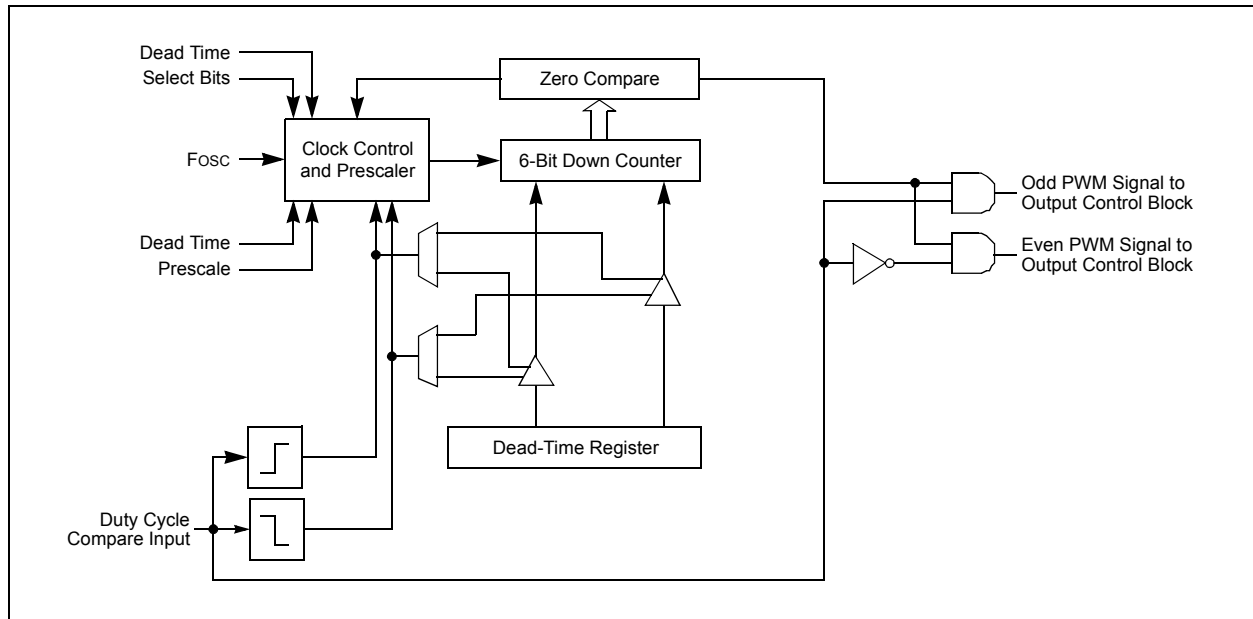 Dead Time
Select Bits
Zero Compare
Clock Control
and Prescaler
FOSC
6-Bit Down Counter
Odd PWM Signal to
Output Control Block
Dead Time
Prescale
Even PWM Signal to
Output Control Block
Dead-Time Register
Duty Cycle
Compare Input